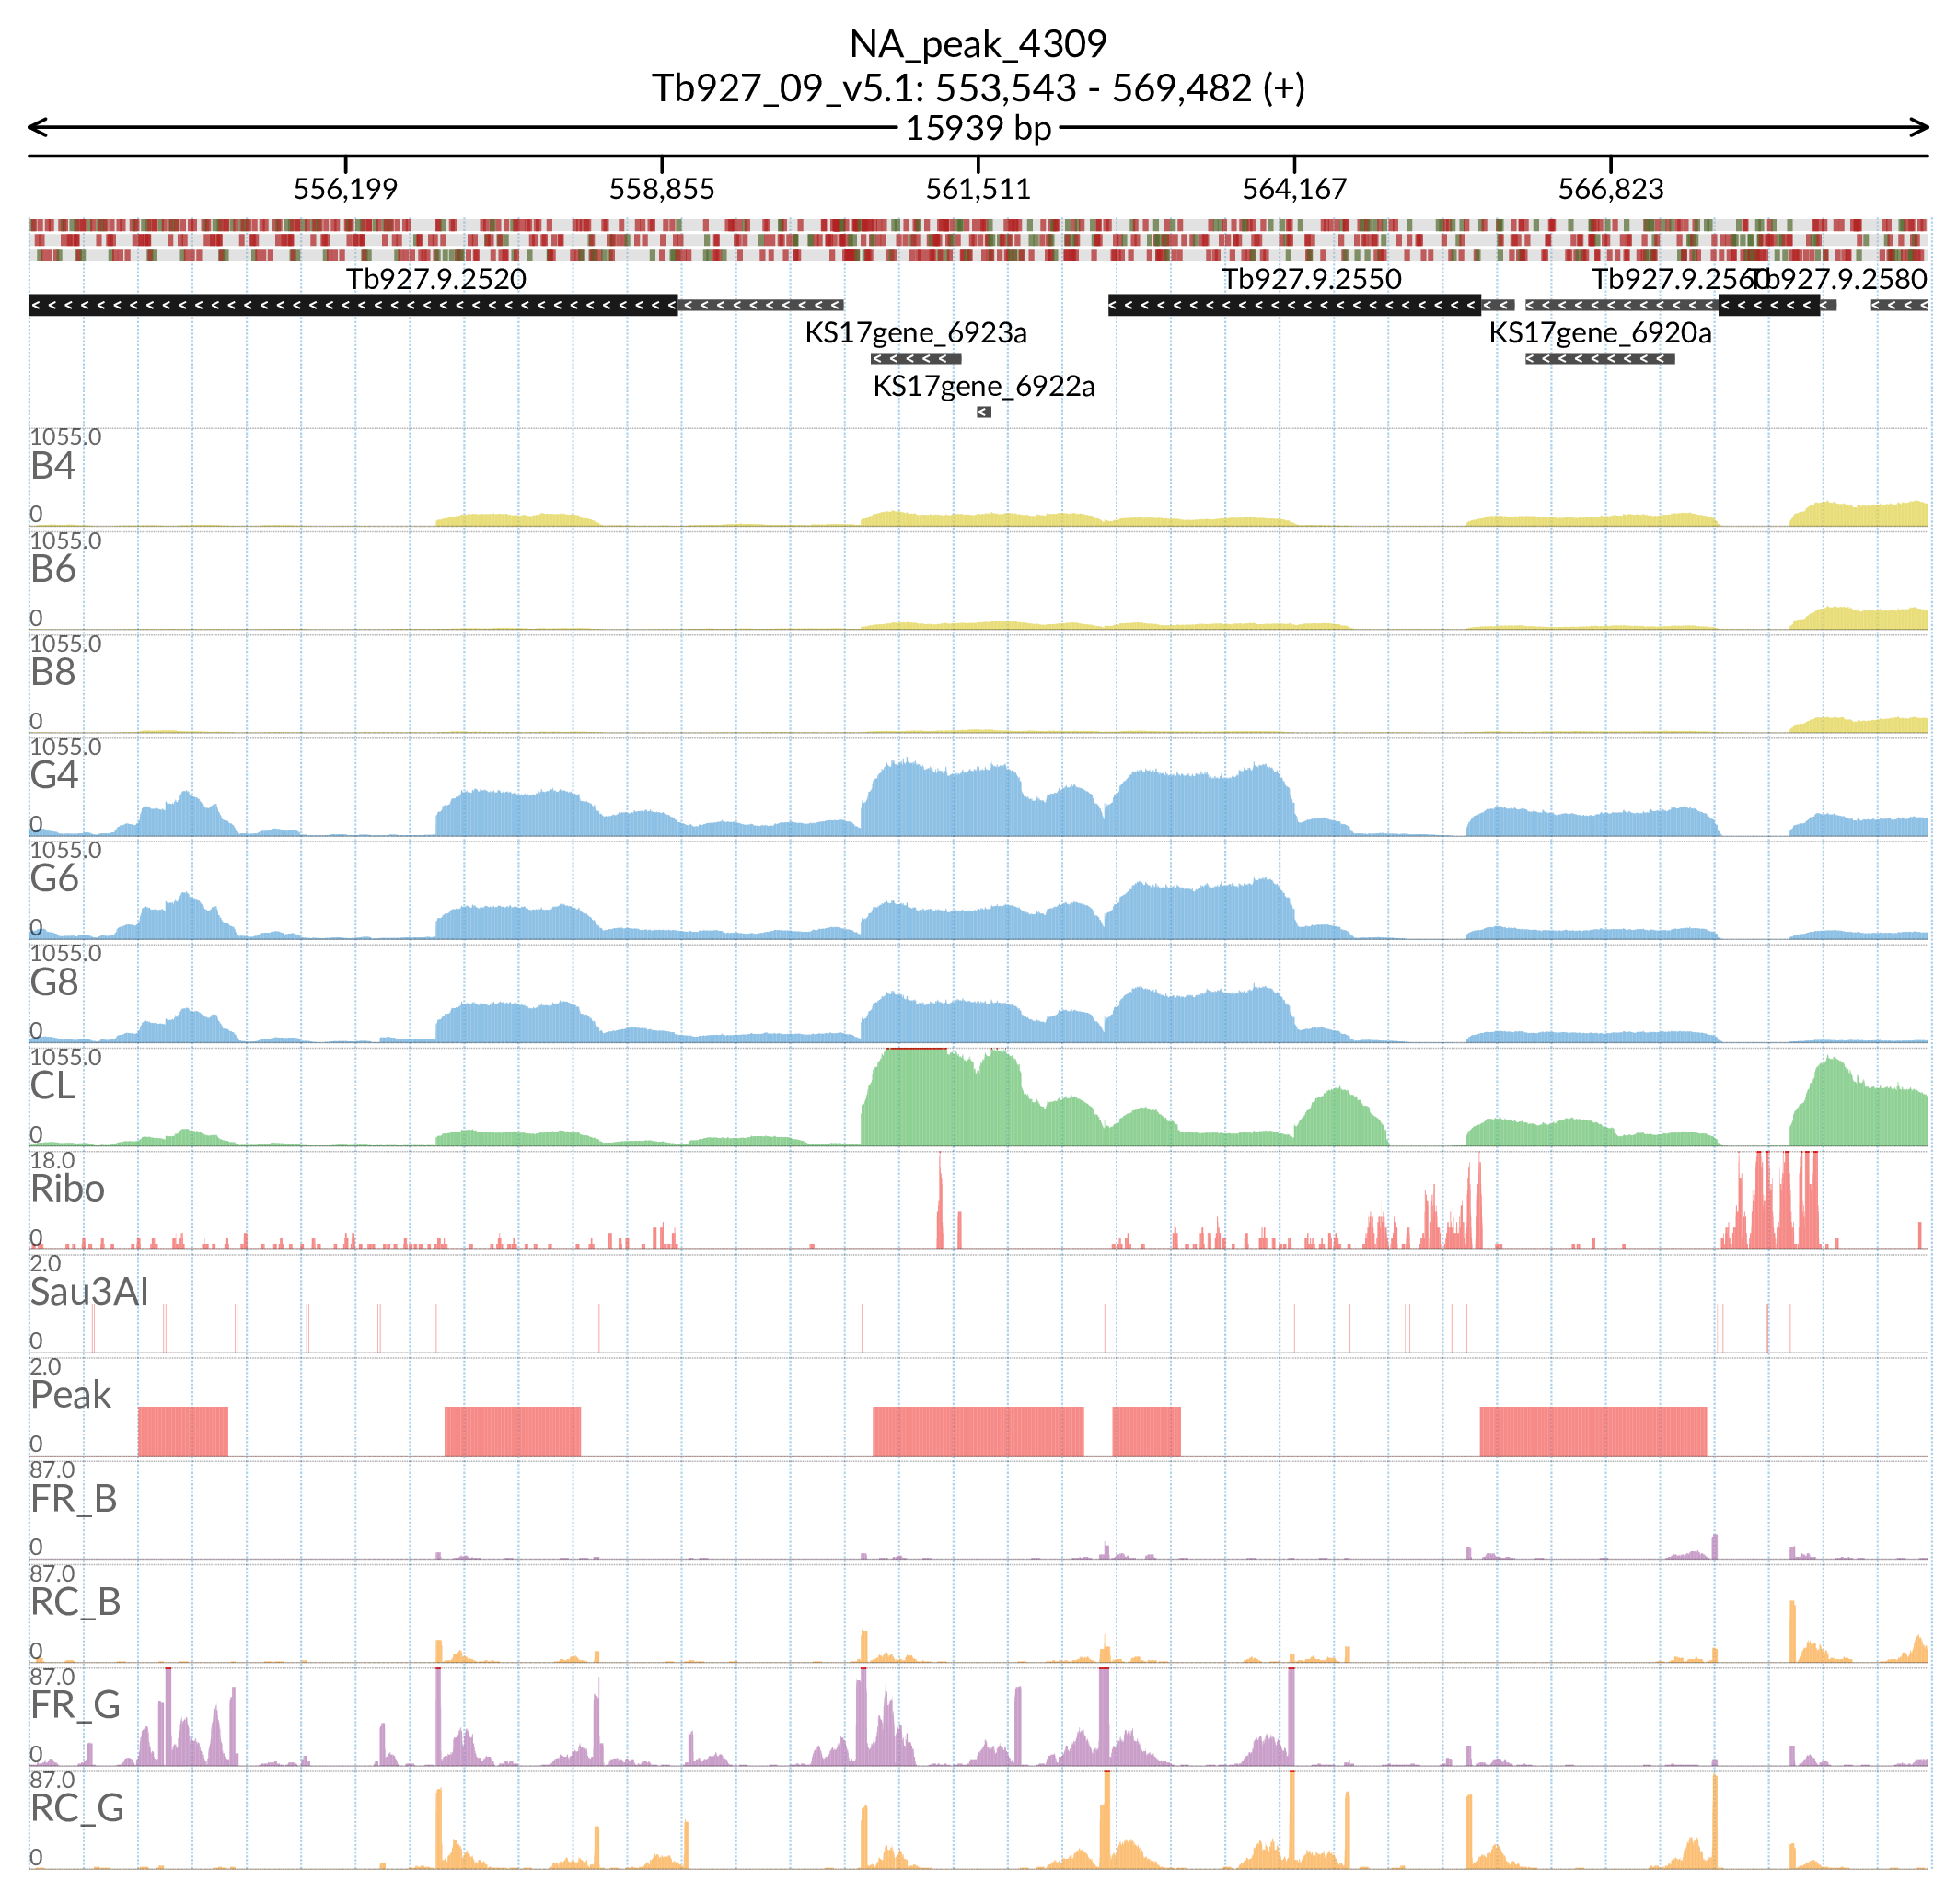 NA_peak_4309
Tb927_09_v5.1: 553,543 - 569,482 (+)
15939 bp
556,199 558,855 561,511 564,167 566,823
Tb927.9.2520 Tb927.9.2550 Tb927.9.2560 Tb927.9.2580
KS17gene_6923a KS17gene_6920a
KS17gene_6922a
1055.0
B4
0
1055.0
B6
0
1055.0
B8
0
1055.0
G4
0
1055.0
G6
0
1055.0
G8
0
1055.0
CL
0
18.0
Ribo
0
2.0
Sau3AI
0
2.0
Peak
0
87.0
FR_B
0
87.0
RC_B
0
87.0
FR_G
0
87.0
RC_G
0